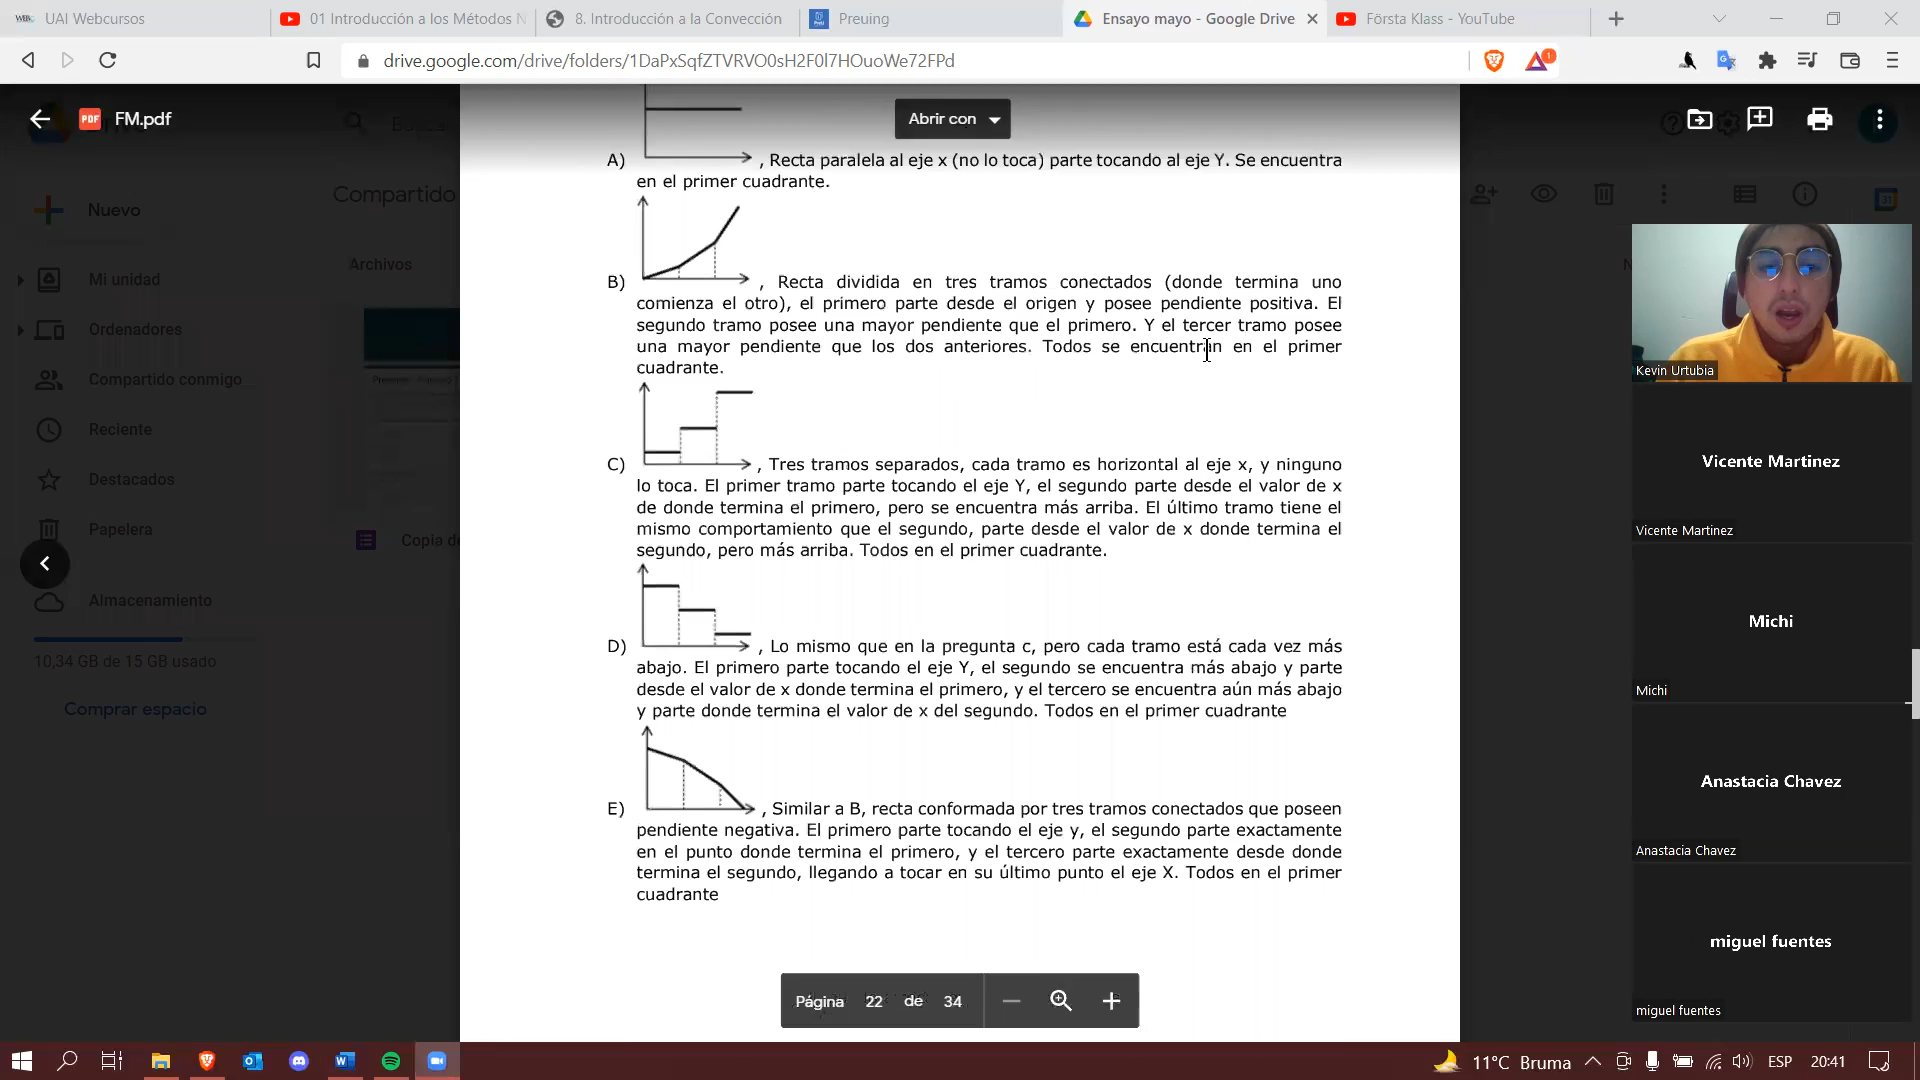 UAI Webcursos
01 Introducción a los Métodos N
8. Introducción a la Convección
Preuing
Ensayo mayo - Google Drive
Första Klass - YouTube
drive.google.com/drive/folders/1DaPxSqfZTVRVO0sH2F0l7HOuoWe72FPd
1
PDF
FM.pdf
Abrir con
Nuevo
Compartido
Archivos
Mi unidad
Ordenadores
Compartido conmigo
Reciente
Destacados
Papelera
Copia de
Almacenamiento
10,34 GB de 15 GB usado
Comprar espacio
A) , Recta paralela al eje x (no lo toca) parte tocando al eje Y. Se encuentra
en el primer cuadrante.
B) , Recta dividida en tres tramos conectados (donde termina uno
comienza el otro), el primero parte desde el origen y posee pendiente positiva. El
segundo tramo posee una mayor pendiente que el primero. Y el tercer tramo posee
una mayor pendiente que los dos anteriores. Todos se encuentran en el primer
cuadrante.
C) , Tres tramos separados, cada tramo es horizontal al eje x, y ninguno
lo toca. El primer tramo parte tocando el eje Y, el segundo parte desde el valor de x
de donde termina el primero, pero se encuentra más arriba. El último tramo tiene el
mismo comportamiento que el segundo, parte desde el valor de x donde termina el
segundo, pero más arriba. Todos en el primer cuadrante.
D) , Lo mismo que en la pregunta c, pero cada tramo está cada vez más
abajo. El primero parte tocando el eje Y, el segundo se encuentra más abajo y parte
desde el valor de x donde termina el primero, y el tercero se encuentra aún más abajo
y parte donde termina el valor de x del segundo. Todos en el primer cuadrante
E) , Similar a B, recta conformada por tres tramos conectados que poseen
pendiente negativa. El primero parte tocando el eje y, el segundo parte exactamente
en el punto donde termina el primero, y el tercero parte exactamente desde donde
termina el segundo, llegando a tocar en su último punto el eje X. Todos en el primer
cuadrante
Página 22 de 34
Kevin Urtubia
Vicente Martinez
Vicente Martinez
Michi
Michi
Anastacia Chavez
Anastacia Chavez
miguel fuentes
miguel fuentes
11°C Bruma
ESP
20:41